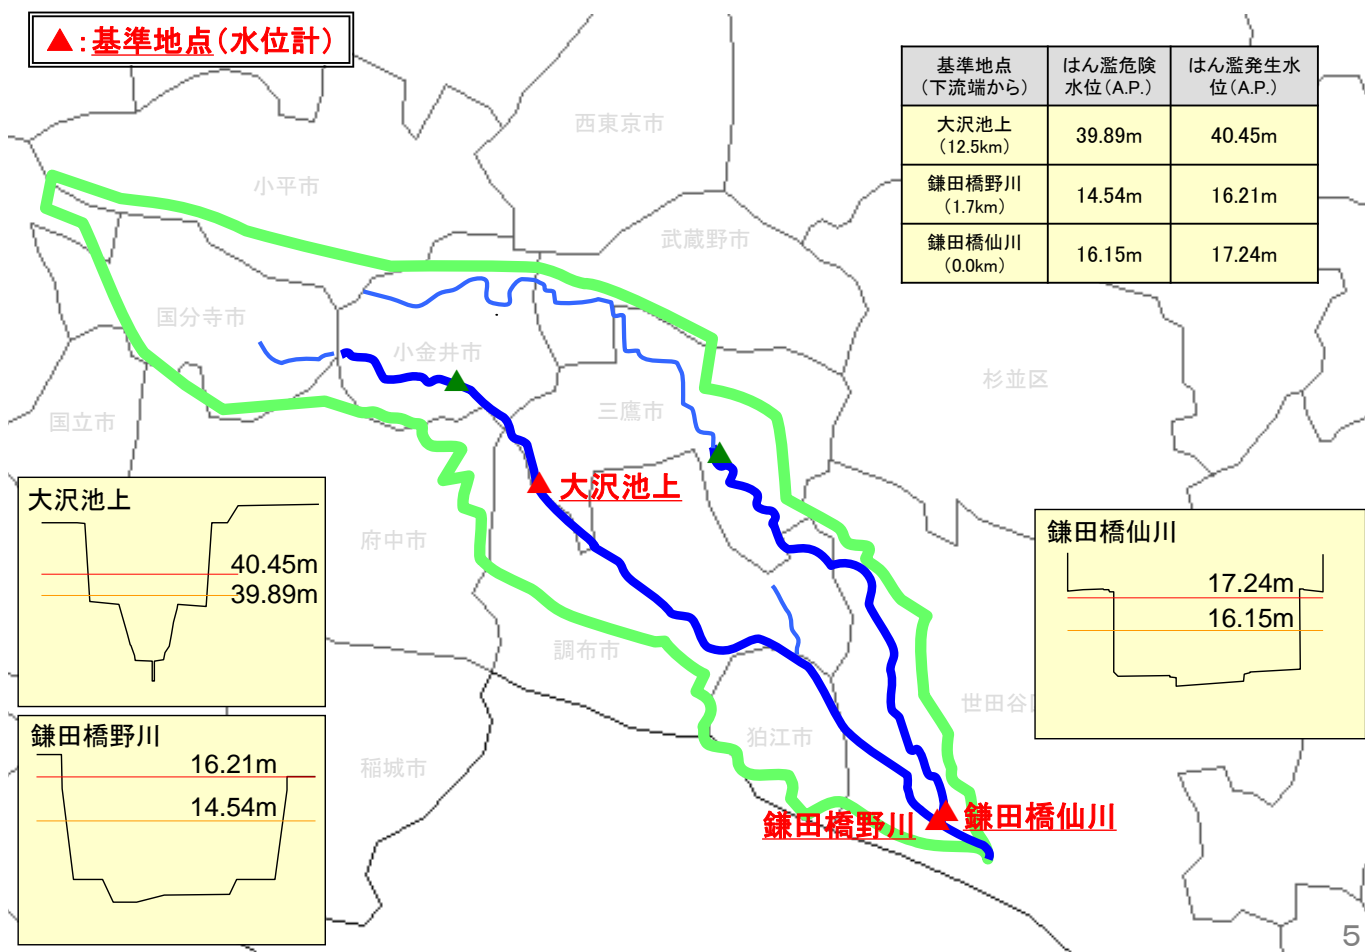 ▲:基準地点(水位計)
基準地点
(下流端から)
はん濫危険
水位(A.P.)
はん濫発生水
位(A.P.)
大沢池上
(12.5km)
39.89m
40.45m
鎌田橋野川
(1.7km)
14.54m
16.21m
鎌田橋仙川
(0.0km)
16.15m
17.24m
西東京市
小平市
武蔵野市
国分寺市
小金井市
杉並区
三鷹市
国立市
大沢池上
府中市
調布市
世田谷区
狛江市
稲城市
鎌田橋野川
鎌田橋仙川
大沢池上
40.45m
39.89m
鎌田橋野川
16.21m
14.54m
鎌田橋仙川
17.24m
16.15m
5